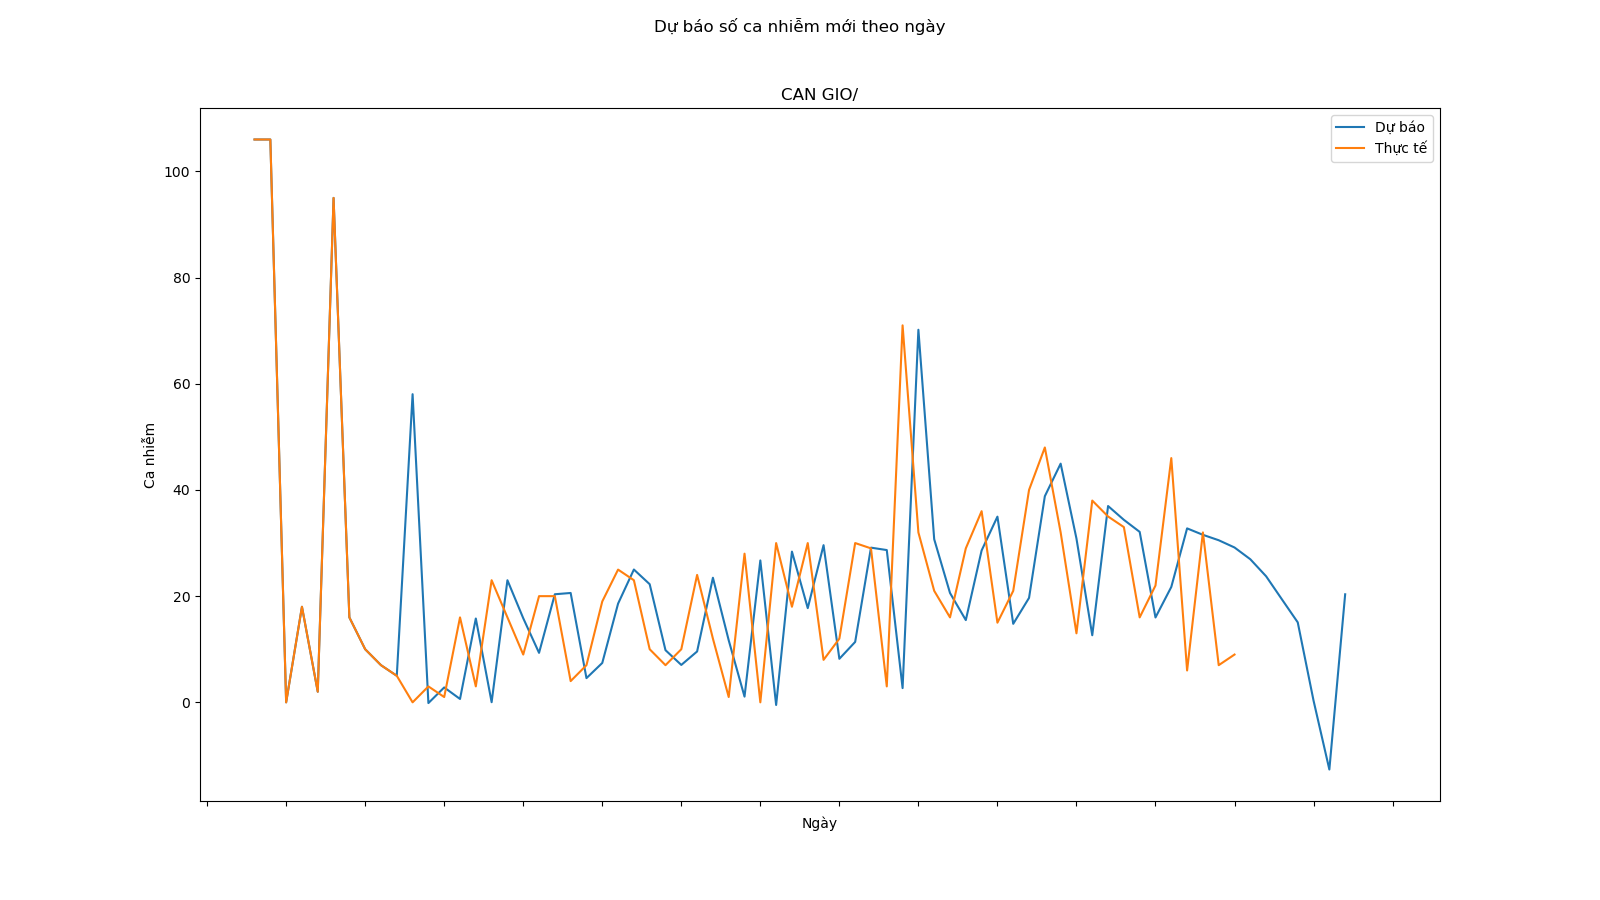 Dự báo số ca nhiễm mới theo ngày
CAN GIO/
Dự báo
Thực tế
100
80
60
40
20
0
Ca nhiễm
Ngày